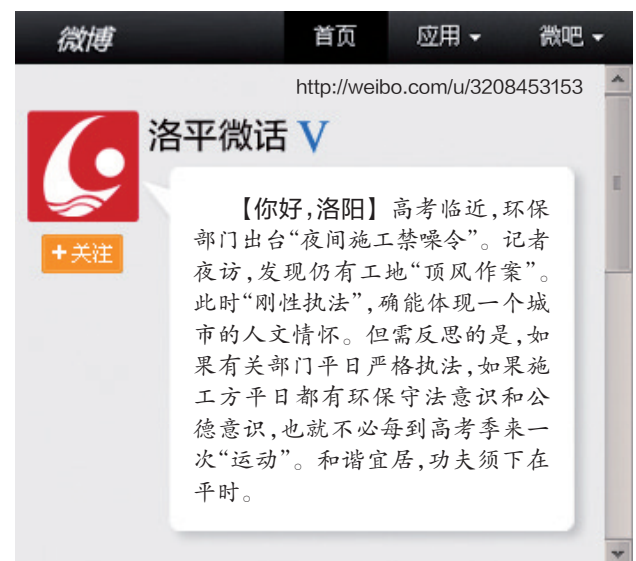 微博 首页 应用 微吧
http://weibo.com/u/3208453153
洛平微话 V
+关注
【你好,洛阳】高考临近,环保
部门出台“夜间施工禁噪令”。记者
夜访,发现仍有工地“顶风作案”。
此时“刚性执法”,确能体现一个城
市的人文情怀。但需反思的是,如
果有关部门平日严格执法,如果施
工方平日都有环保守法意识和公
德意识,也就不必每到高考季来一
次“运动”。和谐宜居,功夫须下在
平时。